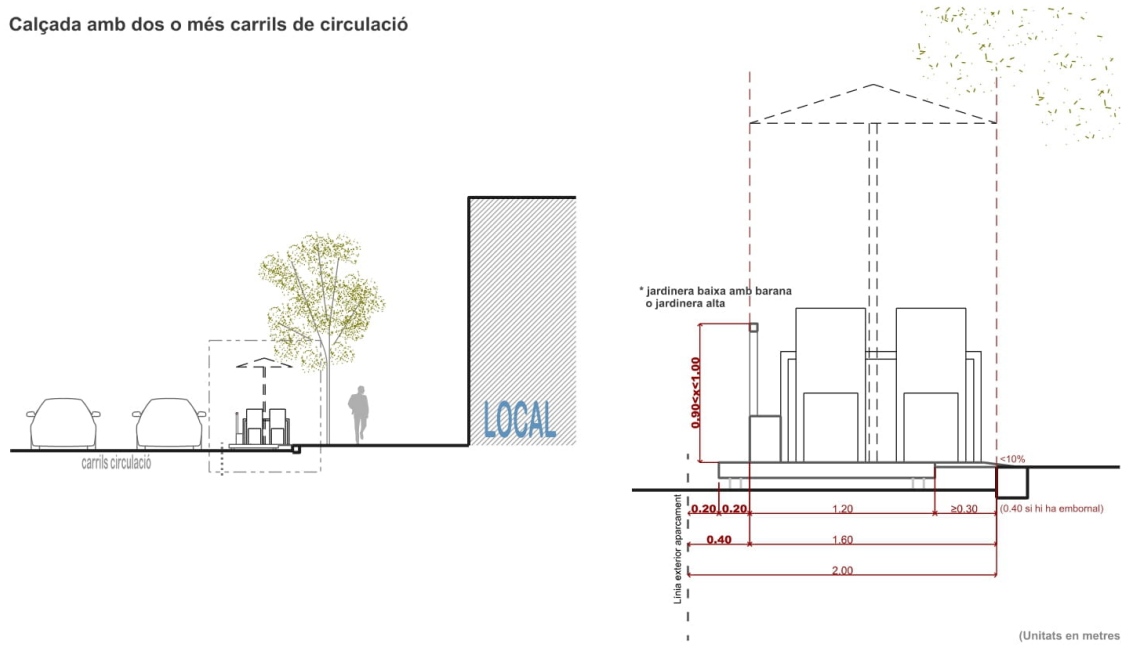 Calçada amb dos o més carrils de circulació
LOCAL
carrils circulació
* jardinera baixa amb barana
o jardinera alta
0.90<x<1.00
<10%
0.20 0.20 1.20 ≥0.30 (0.40 si hi ha embornal)
0.40 1.60
2.00
Línia exterior aparcament
(Unitats en metres